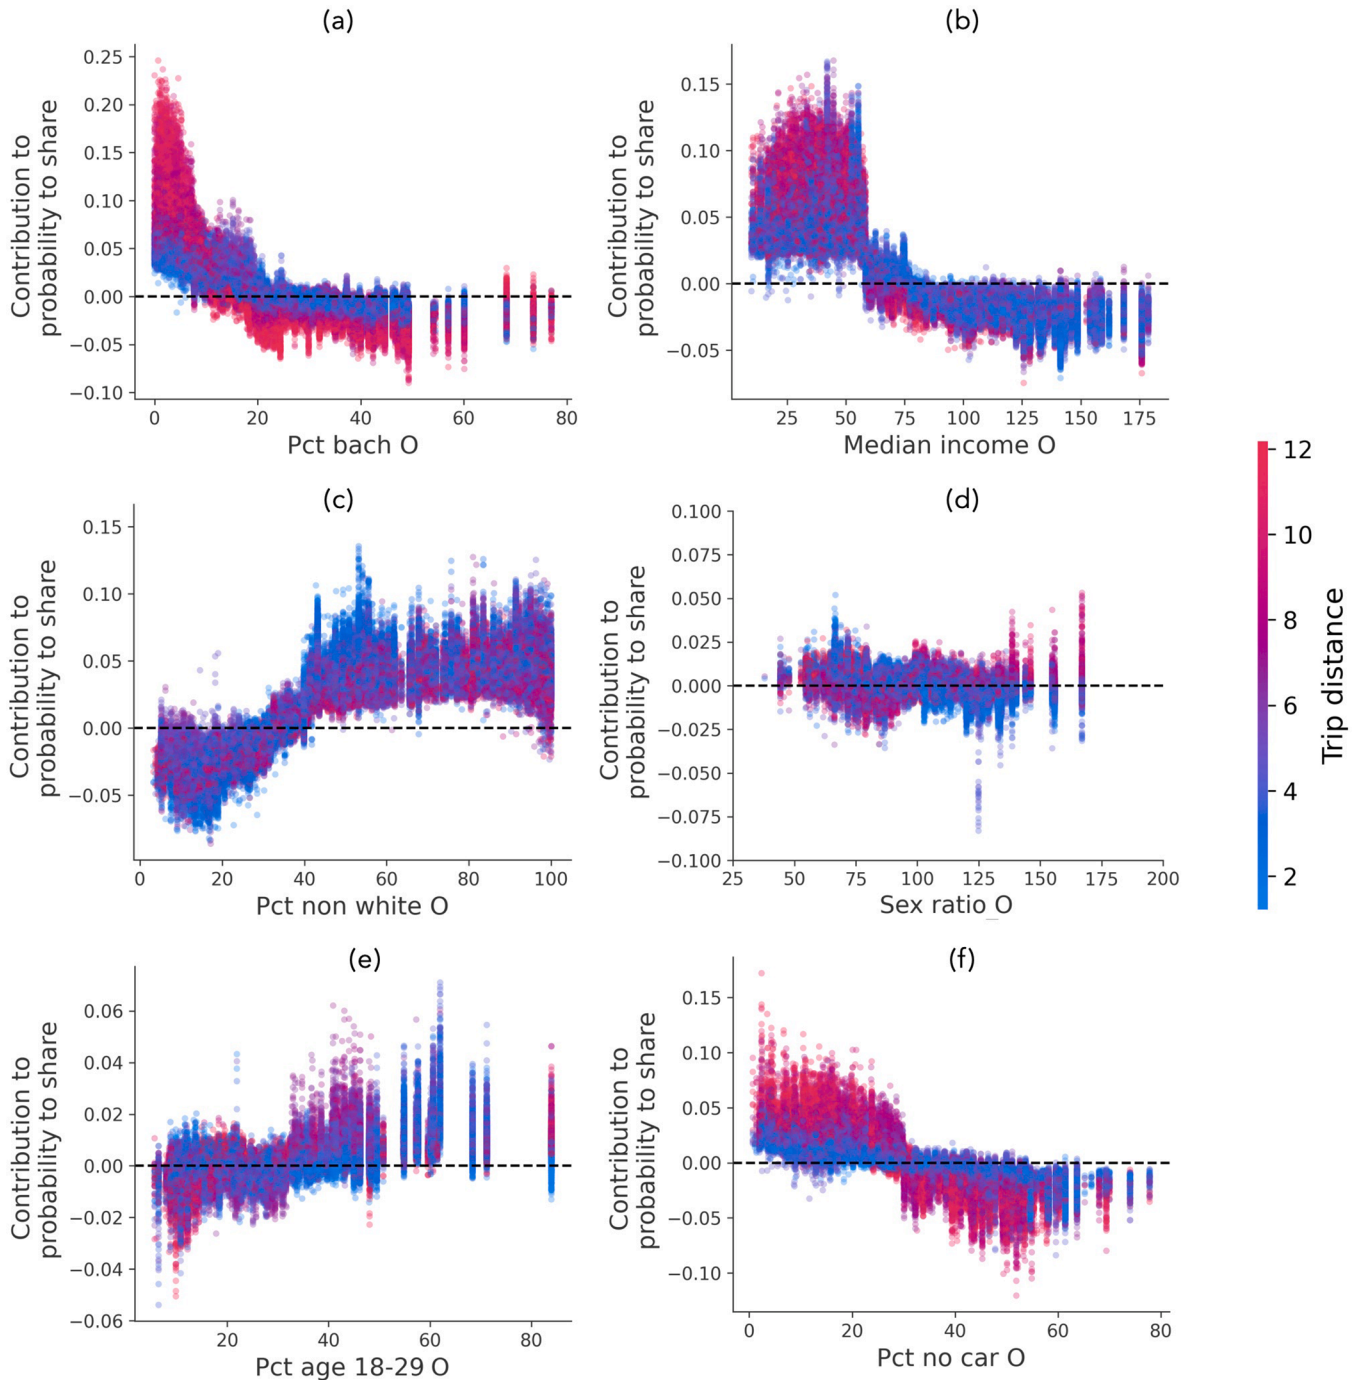 (a)
Contribution to
probability to share
0.25
0.20
0.15
0.10
0.05
0.00
−0.05
−0.10
0 20 40 60 80
Pct bach O
(b)
Contribution to
probability to share
0.15
0.10
0.05
0.00
−0.05
25 50 75 100 125 150 175
Median income O
(c)
Contribution to
probability to share
0.15
0.10
0.05
0.00
−0.05
0 20 40 60 80 100
Pct non white O
(d)
Contribution to
probability to share
0.100
0.075
0.050
0.025
0.000
−0.025
−0.050
−0.075
−0.100
25 50 75 100 125 150 175 200
Sex ratio_O
12
10
8
6
4
2
Trip distance
(e)
Contribution to
probability to share
0.06
0.04
0.02
0.00
−0.02
−0.04
−0.06
20 40 60 80
Pct age 18-29 O
(f)
Contribution to
probability to share
0.15
0.10
0.05
0.00
−0.05
−0.10
0 20 40 60 80
Pct no car O